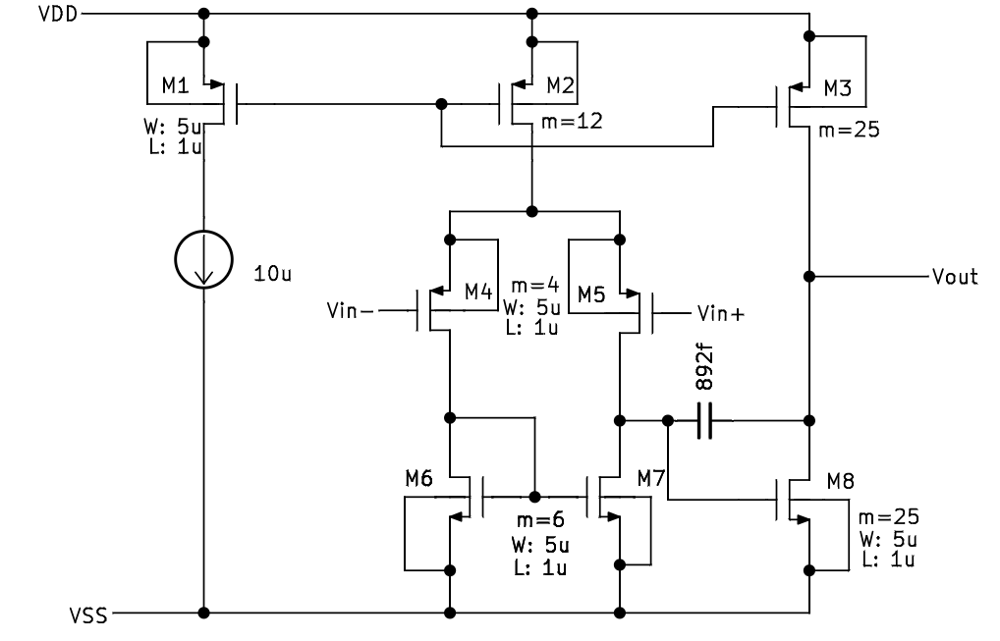 VDD
M1
M2
M3
W: 5u
L: 1u
m=12
m=25
10u
M4
m=4
W: 5u
L: 1u
M5
Vin-
Vin+
Vout
892f
M6
M7
M8
m=6
W: 5u
L: 1u
m=25
W: 5u
L: 1u
VSS